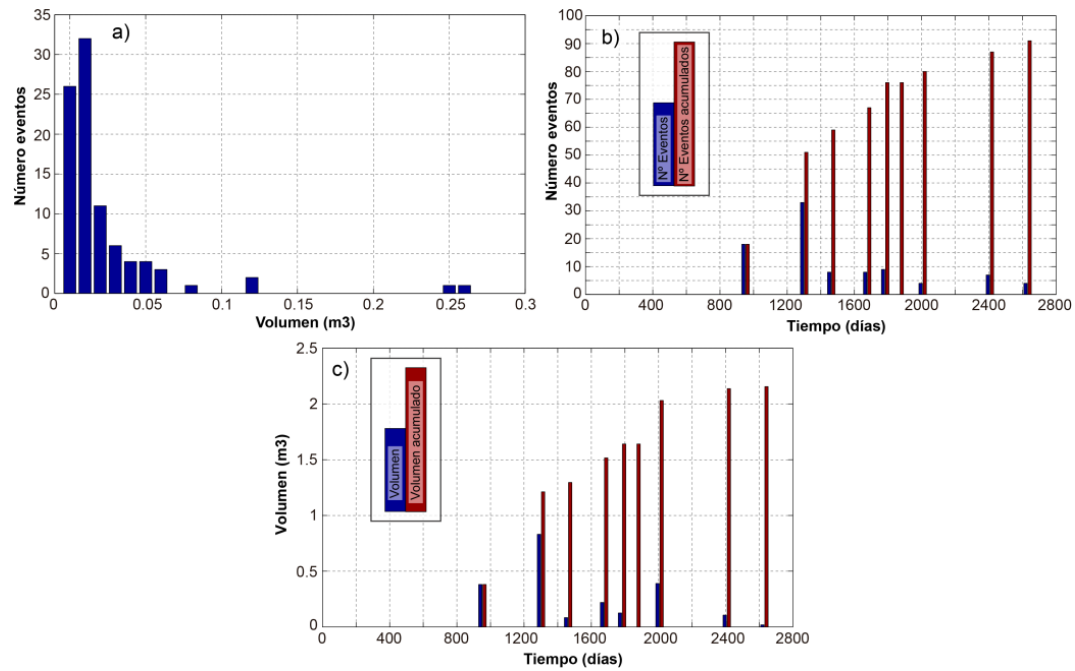 a)
Número eventos
35
30
25
20
15
10
5
0
0 0.05 0.1 0.15 0.2 0.25 0.3
Volumen (m3)
b)
Número eventos
100
90
80
70
60
50
40
30
20
10
0
Nº Eventos
Nº Eventos acumulados
0 400 800 1200 1600 2000 2400 2800
Tiempo (días)
c)
Volumen (m3)
2.5
2
1.5
1
0.5
0
Volumen
Volumen acumulado
0 400 800 1200 1600 2000 2400 2800
Tiempo (días)